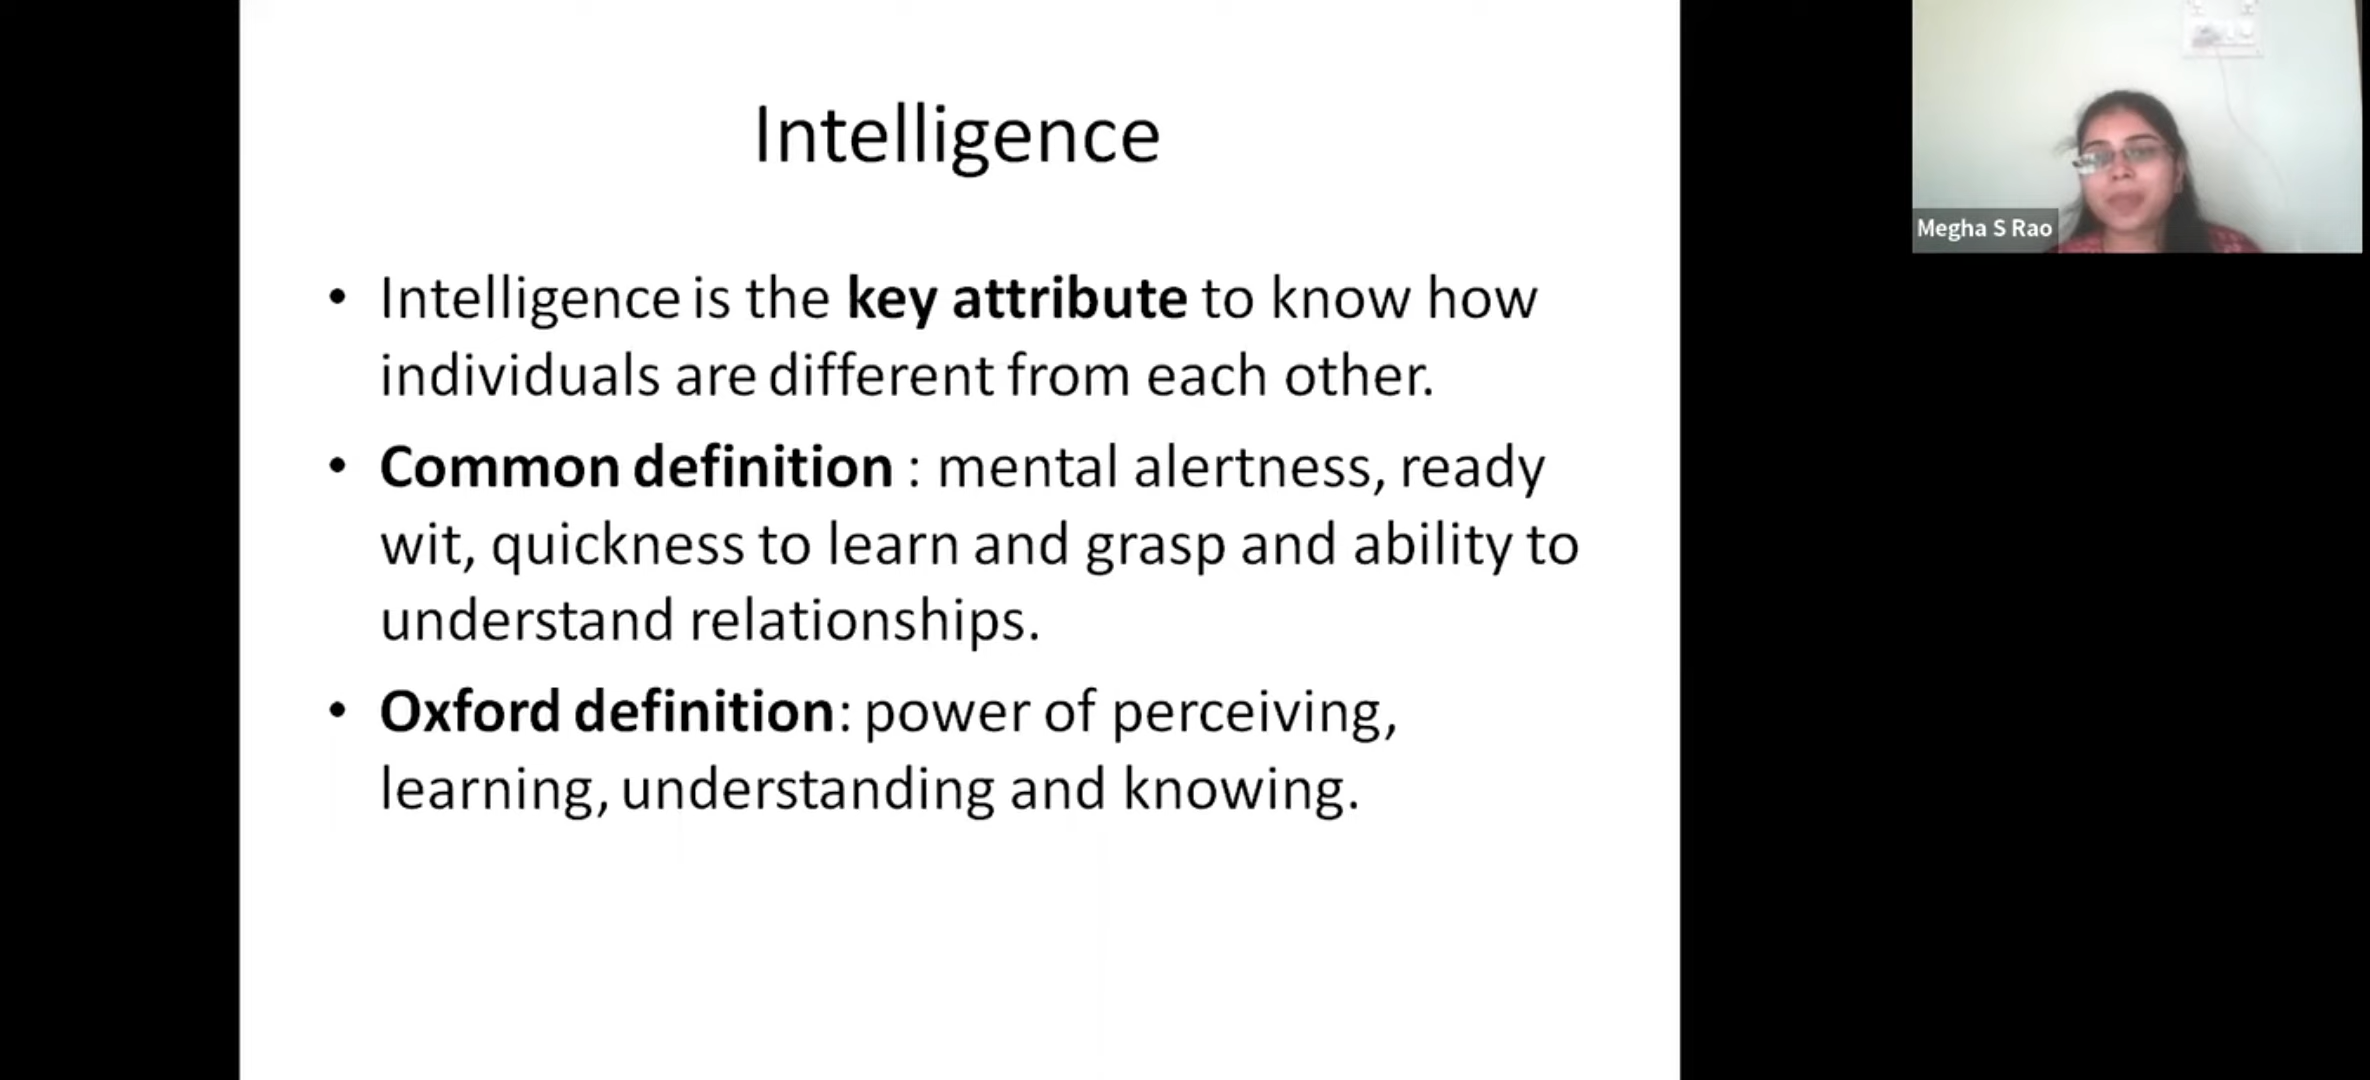 Intelligence
• Intelligence is the key attribute to know how
individuals are different from each other.
• Common definition : mental alertness, ready
wit, quickness to learn and grasp and ability to
understand relationships.
• Oxford definition: power of perceiving,
learning, understanding and knowing.
Megha S Rao